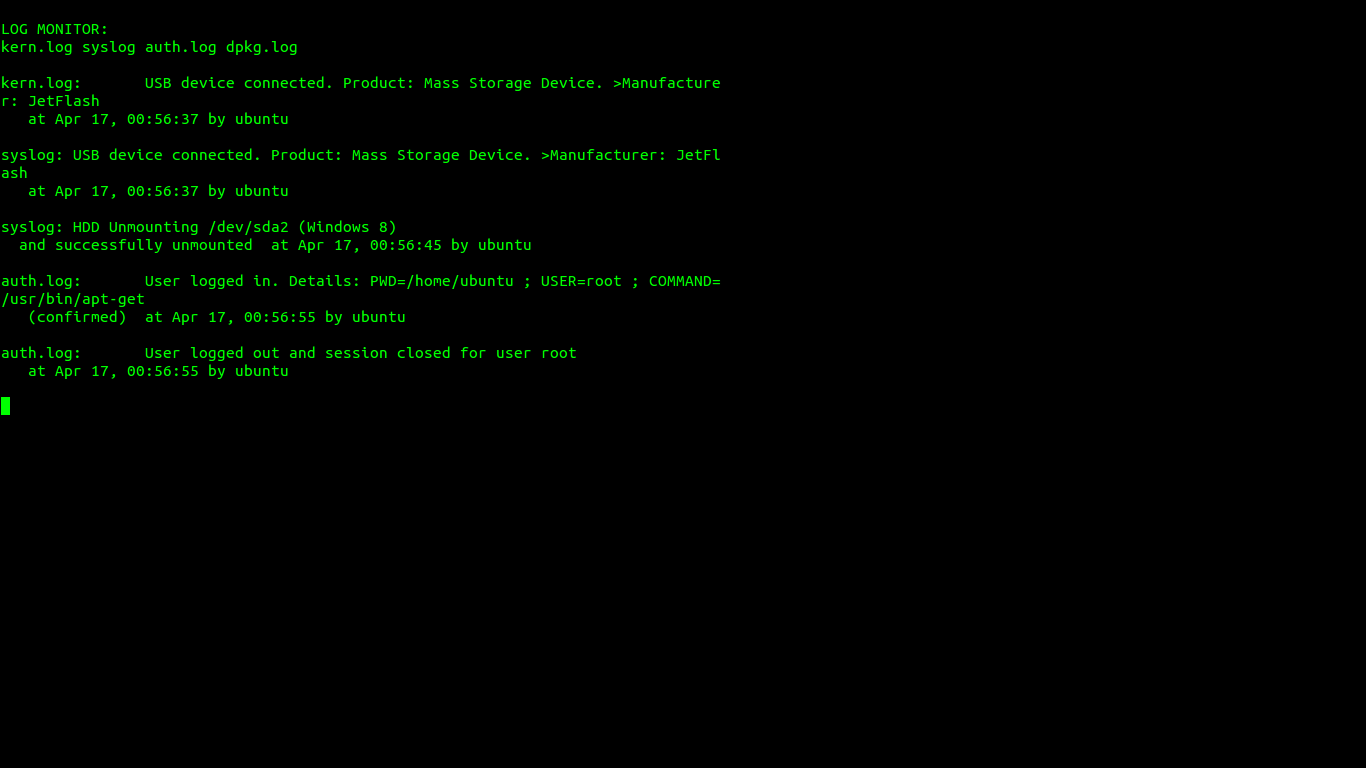 LOG MONITOR:
kern.log syslog auth.log dpkg.log
kern.log:       USB device connected. Product: Mass Storage Device. >Manufacture
r: JetFlash
   at Apr 17, 00:56:37 by ubuntu
syslog: USB device connected. Product: Mass Storage Device. >Manufacturer: JetFl
ash
   at Apr 17, 00:56:37 by ubuntu
syslog: HDD Unmounting /dev/sda2 (Windows 8)
  and successfully unmounted  at Apr 17, 00:56:45 by ubuntu
auth.log:       User logged in. Details: PWD=/home/ubuntu ; USER=root ; COMMAND=
/usr/bin/apt-get
   (confirmed)  at Apr 17, 00:56:55 by ubuntu
auth.log:       User logged out and session closed for user root
   at Apr 17, 00:56:55 by ubuntu